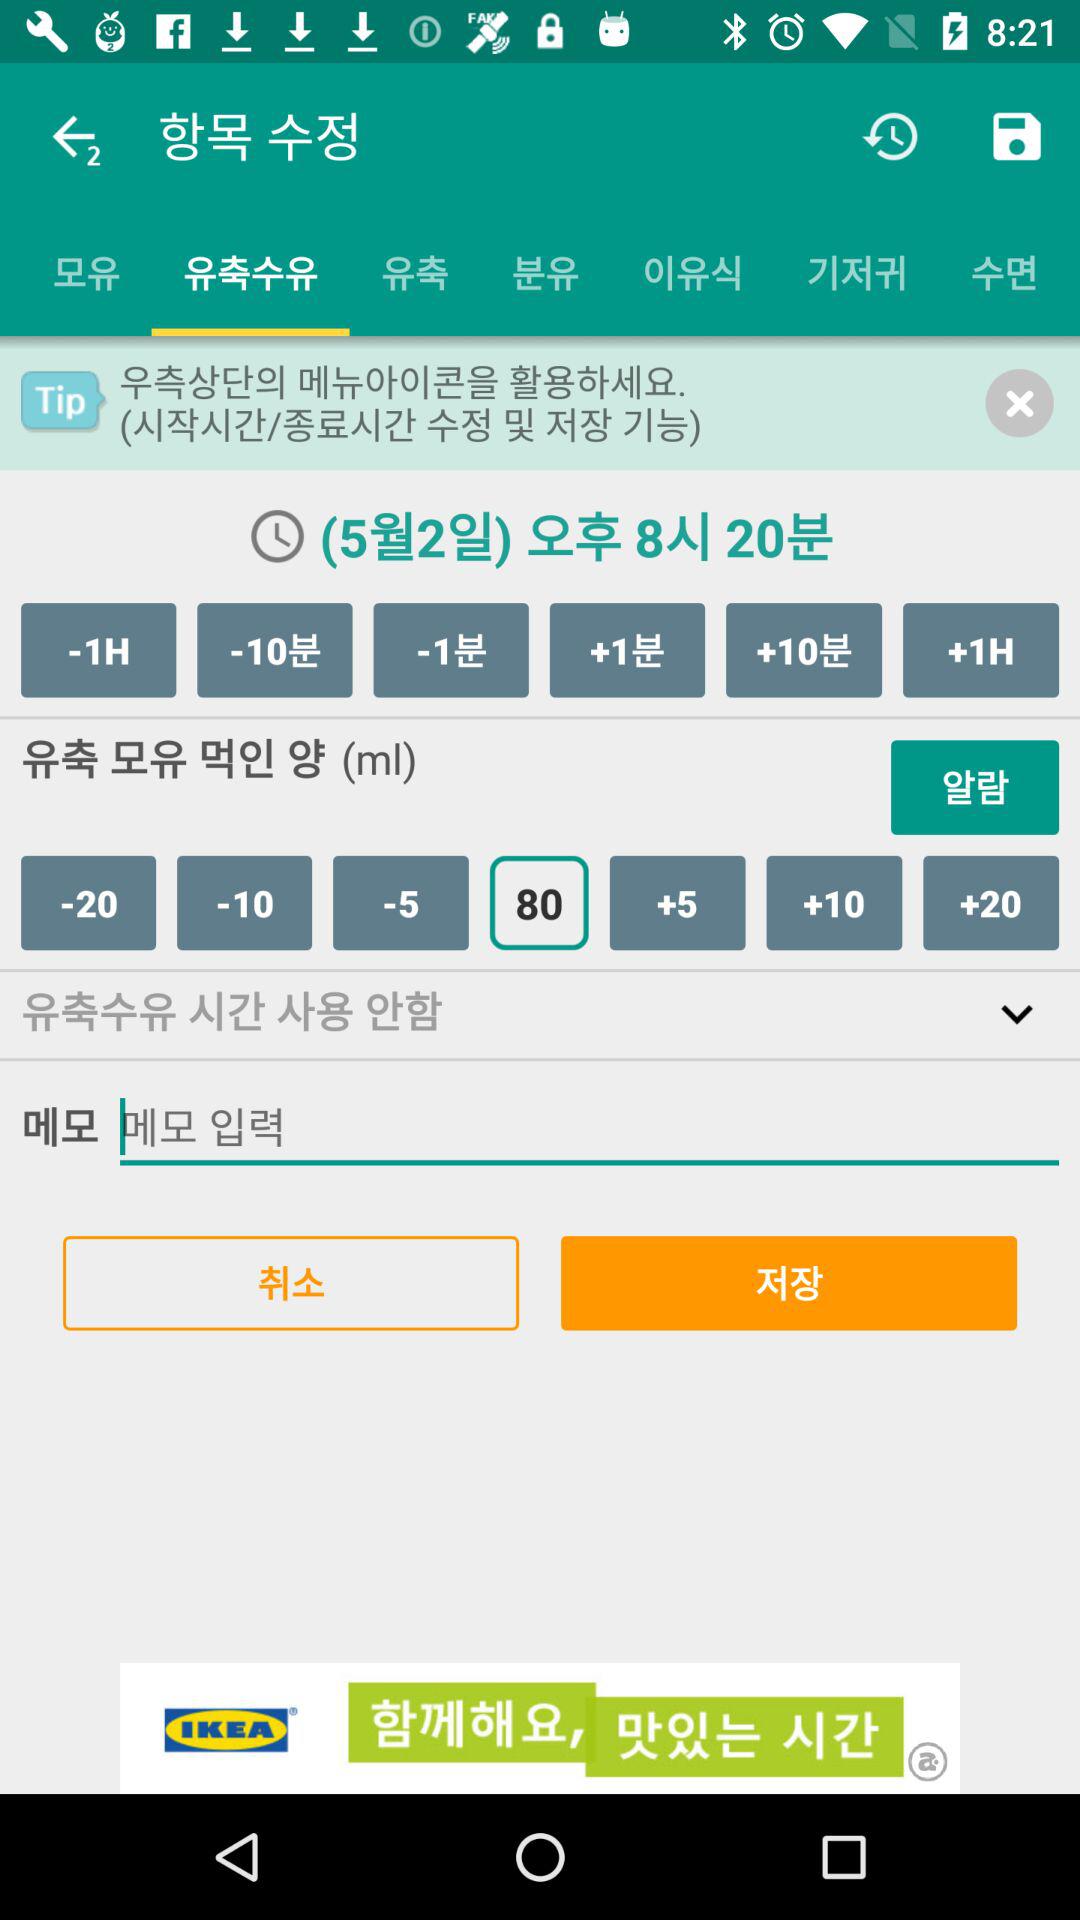 FAKE 8:21
2 항목 수정
모유 유축수유 유축 분유 이유식 기저귀 수면
Tip 우측상단의 메뉴아이콘을 활용하세요.
(시작시간/종료시간 수정 및 저장 기능)
(5월2일) 오후 8시 20분
-1H -10분 -1분 +1분 +10분 +1H
유축 모유 먹인 양 (ml)
알람
-20 -10 -5 80 +5 +10 +20
유축수유 시간 사용 안함
메모 메모 입력
취소 저장
IKEA® 함께해요, 맛있는 시간 a